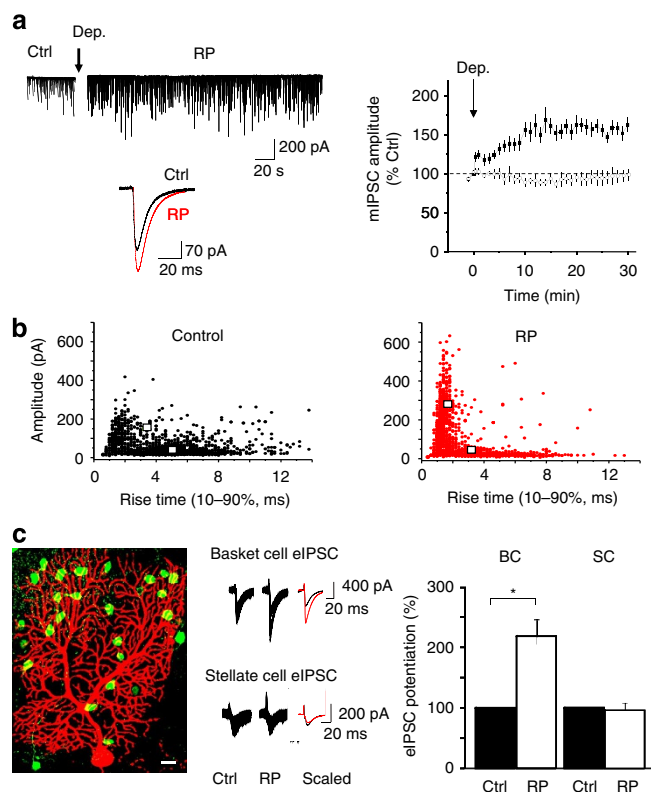 a
Dep.
Ctrl
RP
200 pA
20 s
Ctrl
RP
70 pA
20 ms
Dep.
mIPSC amplitude
(% Ctrl)
200
150
100
50
0
0 10 20 30
Time (min)
b
Control
Amplitude (pA)
600
400
200
0
0 4 8 12
Rise time (10–90%, ms)
RP
600
400
200
0
0 4 8 12
Rise time (10–90%, ms)
c
Basket cell eIPSC
400 pA
20 ms
Stellate cell eIPSC
200 pA
20 ms
Ctrl RP Scaled
BC SC
eIPSC potentiation (%)
300
200
100
0
*
Ctrl RP Ctrl RP